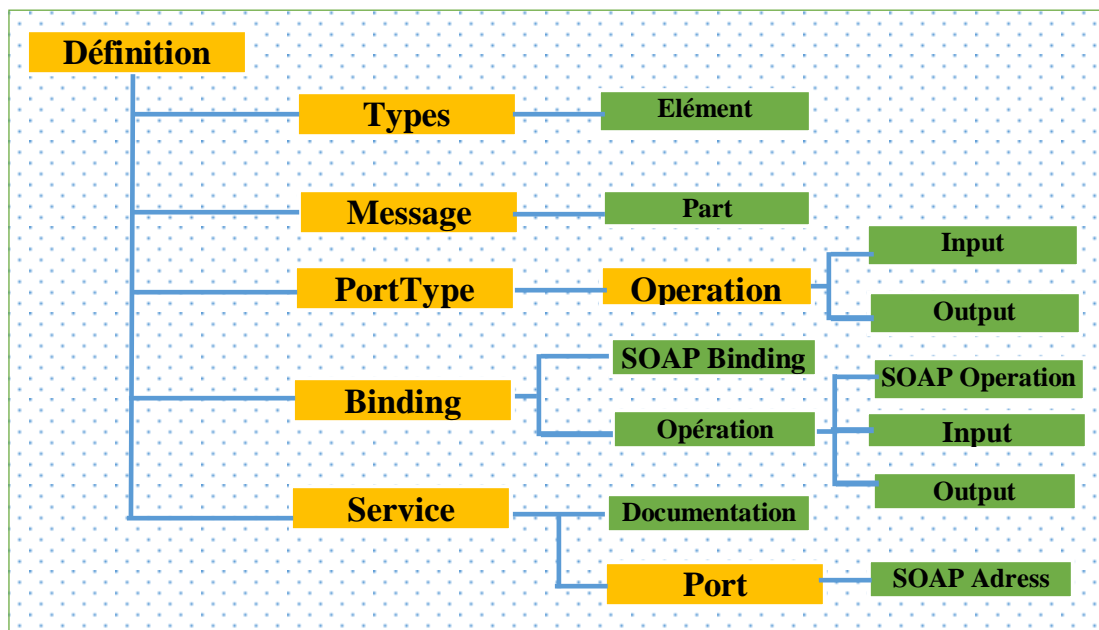 Définition
Types
Elément
Message
Part
PortType
Operation
Input
Output
Binding
SOAP Binding
Opération
SOAP Operation
Input
Output
Service
Documentation
Port
SOAP Adress